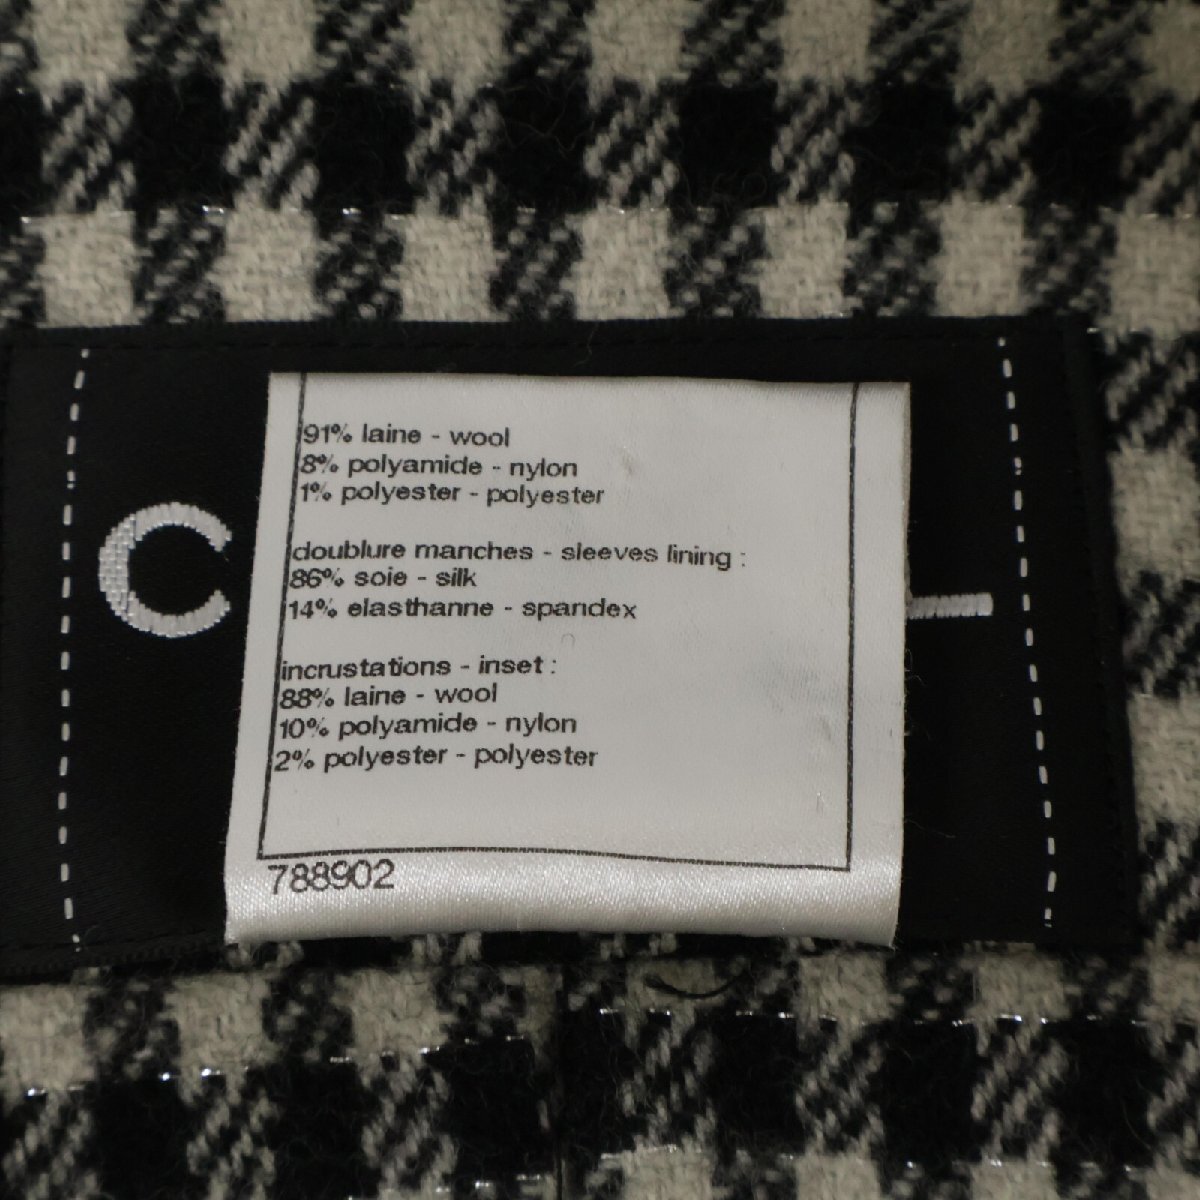 91% laine - wool
8% polyamide - nylon
1% polyester - polyester
doublure manches - sleeves lining :
86% soie - silk
14% elasthanne - spandex
incrustations - inset :
88% laine - wool
10% polyamide - nylon
2% polyester - polyester
788902